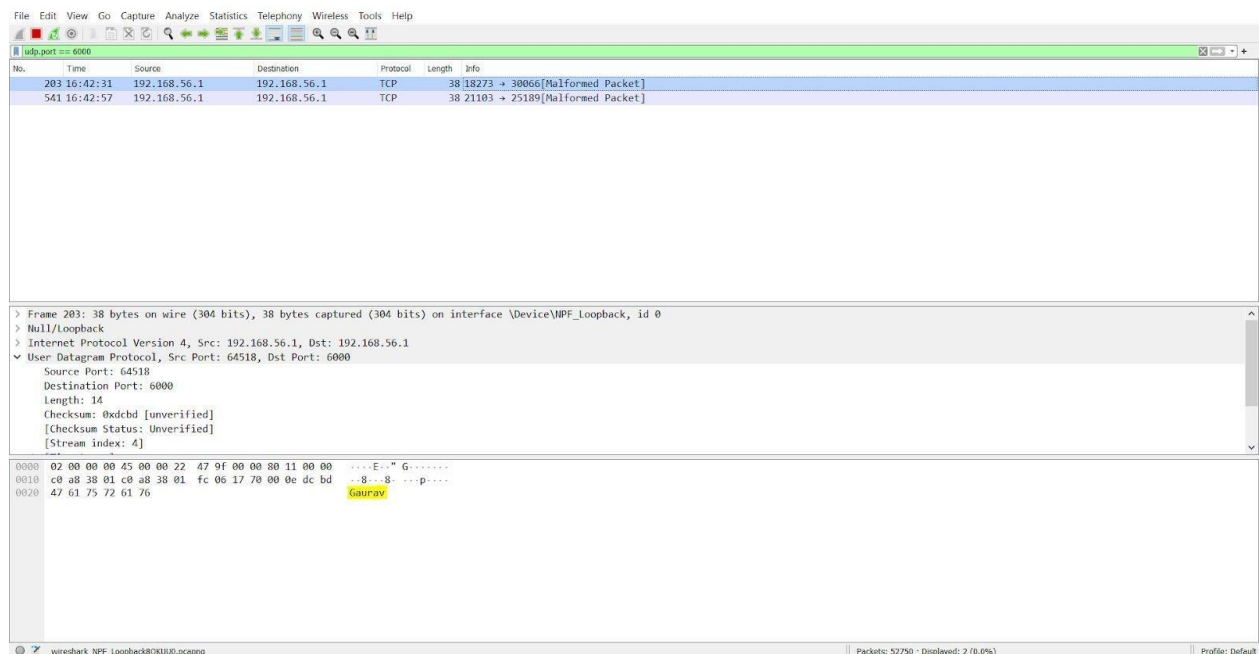 File Edit View Go Capture Analyze Statistics Telephony Wireless Tools Help
udp.port == 6000
No. Time Source Destination Protocol Length Info
203 16:42:31 192.168.56.1 192.168.56.1 TCP 38 18273 → 30066[Malformed Packet]
541 16:42:57 192.168.56.1 192.168.56.1 TCP 38 21103 → 25189[Malformed Packet]
> Frame 203: 38 bytes on wire (304 bits), 38 bytes captured (304 bits) on interface \Device\NPF_Loopback, id 0
> Null/Loopback
> Internet Protocol Version 4, Src: 192.168.56.1, Dst: 192.168.56.1
User Datagram Protocol, Src Port: 64518, Dst Port: 6000
Source Port: 64518
Destination Port: 6000
Length: 14
Checksum: 0xdcbd [unverified]
[Checksum Status: Unverified]
[Stream index: 4]
0000 02 00 00 00 45 00 00 22 47 9f 00 00 80 11 00 00 ····E··" G·······
0010 c0 a8 38 01 c0 a8 38 01 fc 06 17 70 00 0e dc bd ··8···8· ···p····
0020 47 61 75 72 61 76 Gaurav
wireshark_NPF_Loopback8OKUU0.pcapng Packets: 52750 · Displayed: 2 (0.0%) Profile: Default